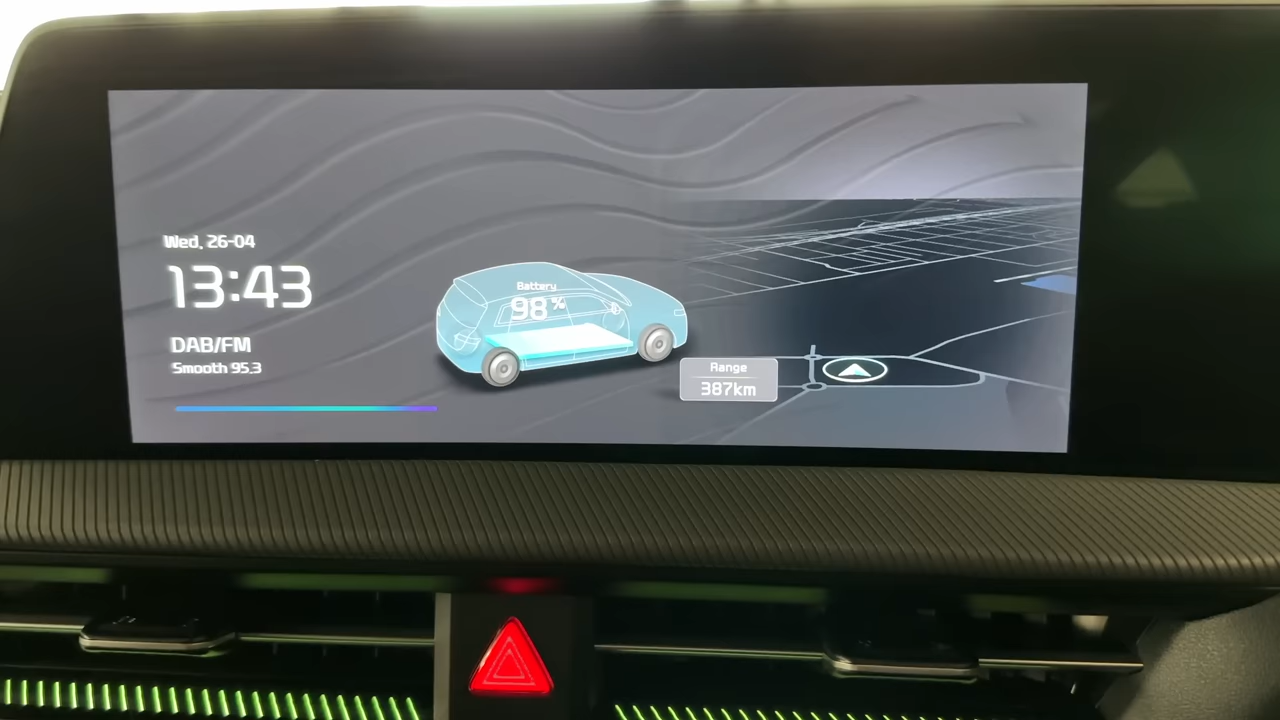 Wed, 26-04
13:43
DAB/FM
Smooth 95.3
Battery
98%
Range
387km